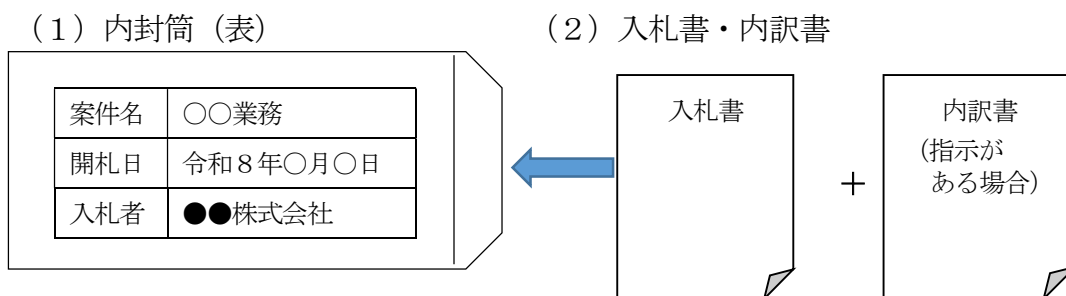 （１）内封筒（表）
（２）入札書・内訳書
案件名 ○○業務
開札日 令和８年○月○日
入札者 ●●株式会社
入札書
＋
内訳書
（指示が
ある場合）